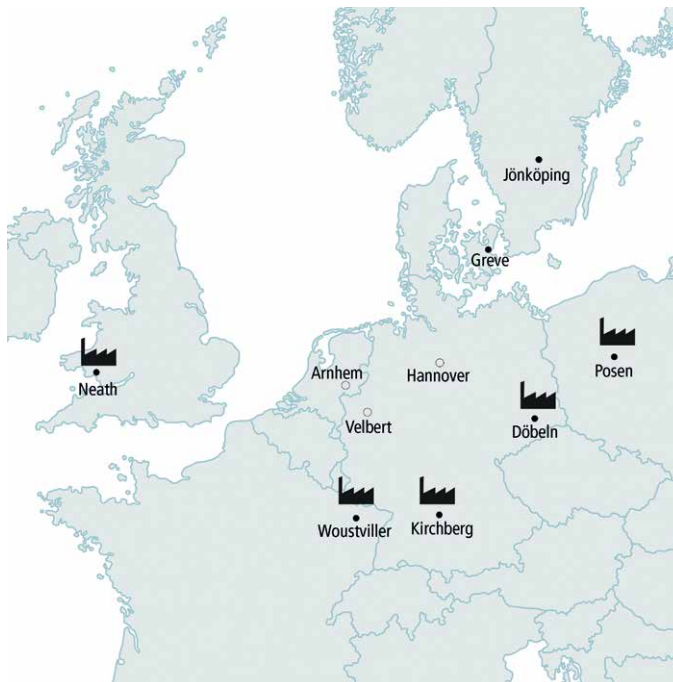 Jönköping
Greve
Arnhem
Hannover
Posen
Neath
Velbert
Döbeln
Woustviller
Kirchberg